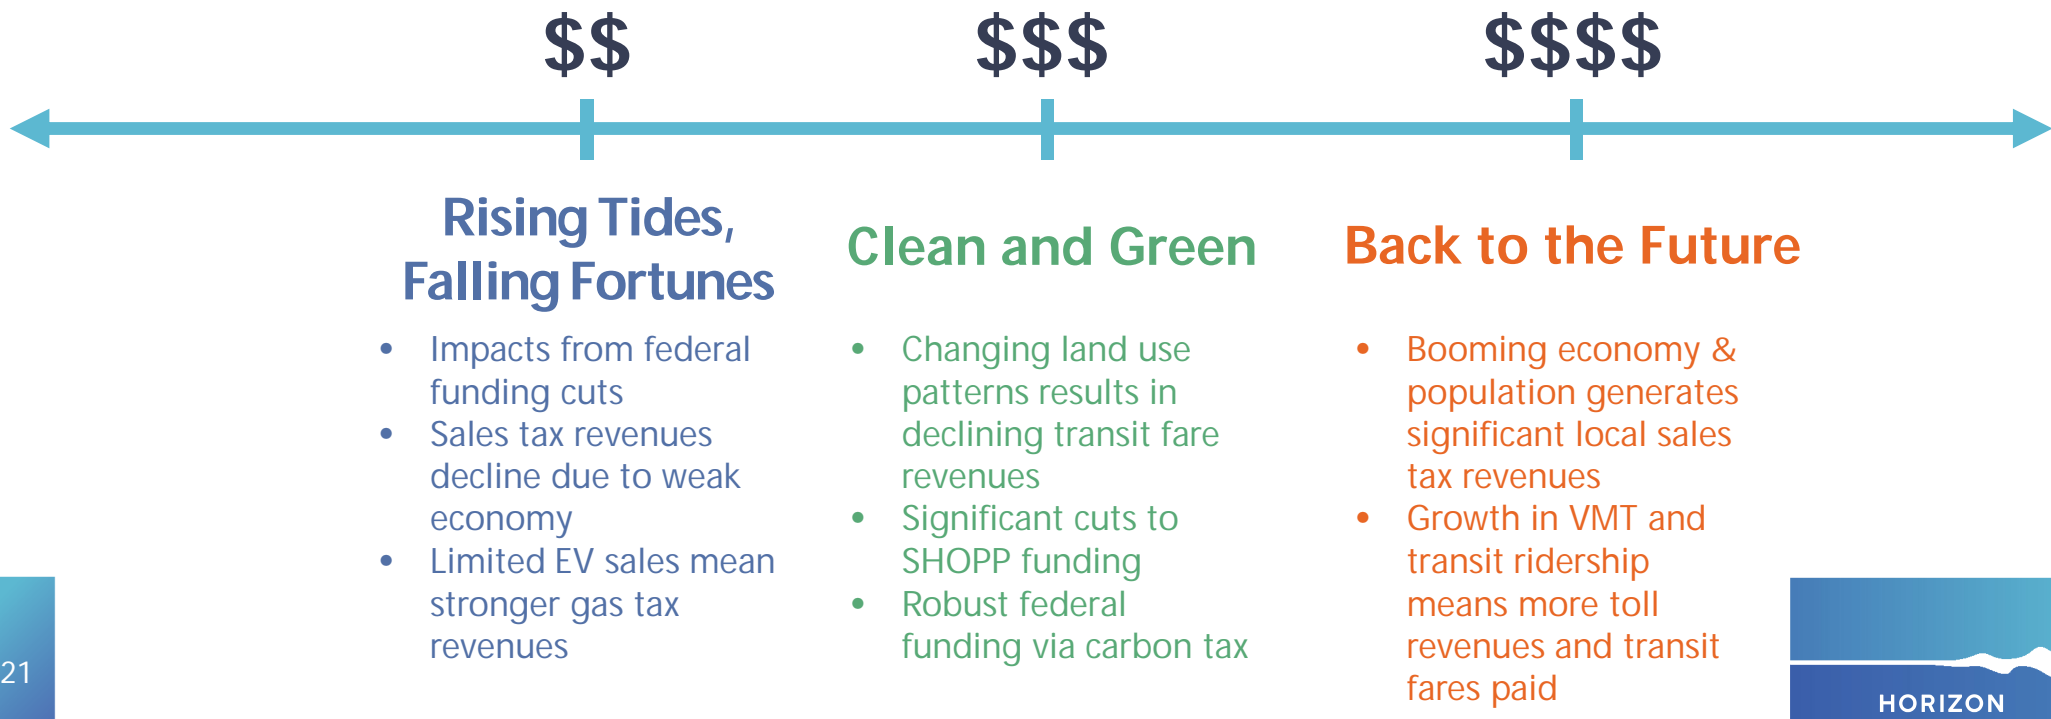 $$
$$$
$$$$
Rising Tides,
Falling Fortunes
• Impacts from federal
funding cuts
• Sales tax revenues
decline due to weak
economy
• Limited EV sales mean
stronger gas tax
revenues
Clean and Green
• Changing land use
patterns results in
declining transit fare
revenues
• Significant cuts to
SHOPP funding
• Robust federal
funding via carbon tax
Back to the Future
• Booming economy &
population generates
significant local sales
tax revenues
• Growth in VMT and
transit ridership
means more toll
revenues and transit
fares paid
21
HORIZON